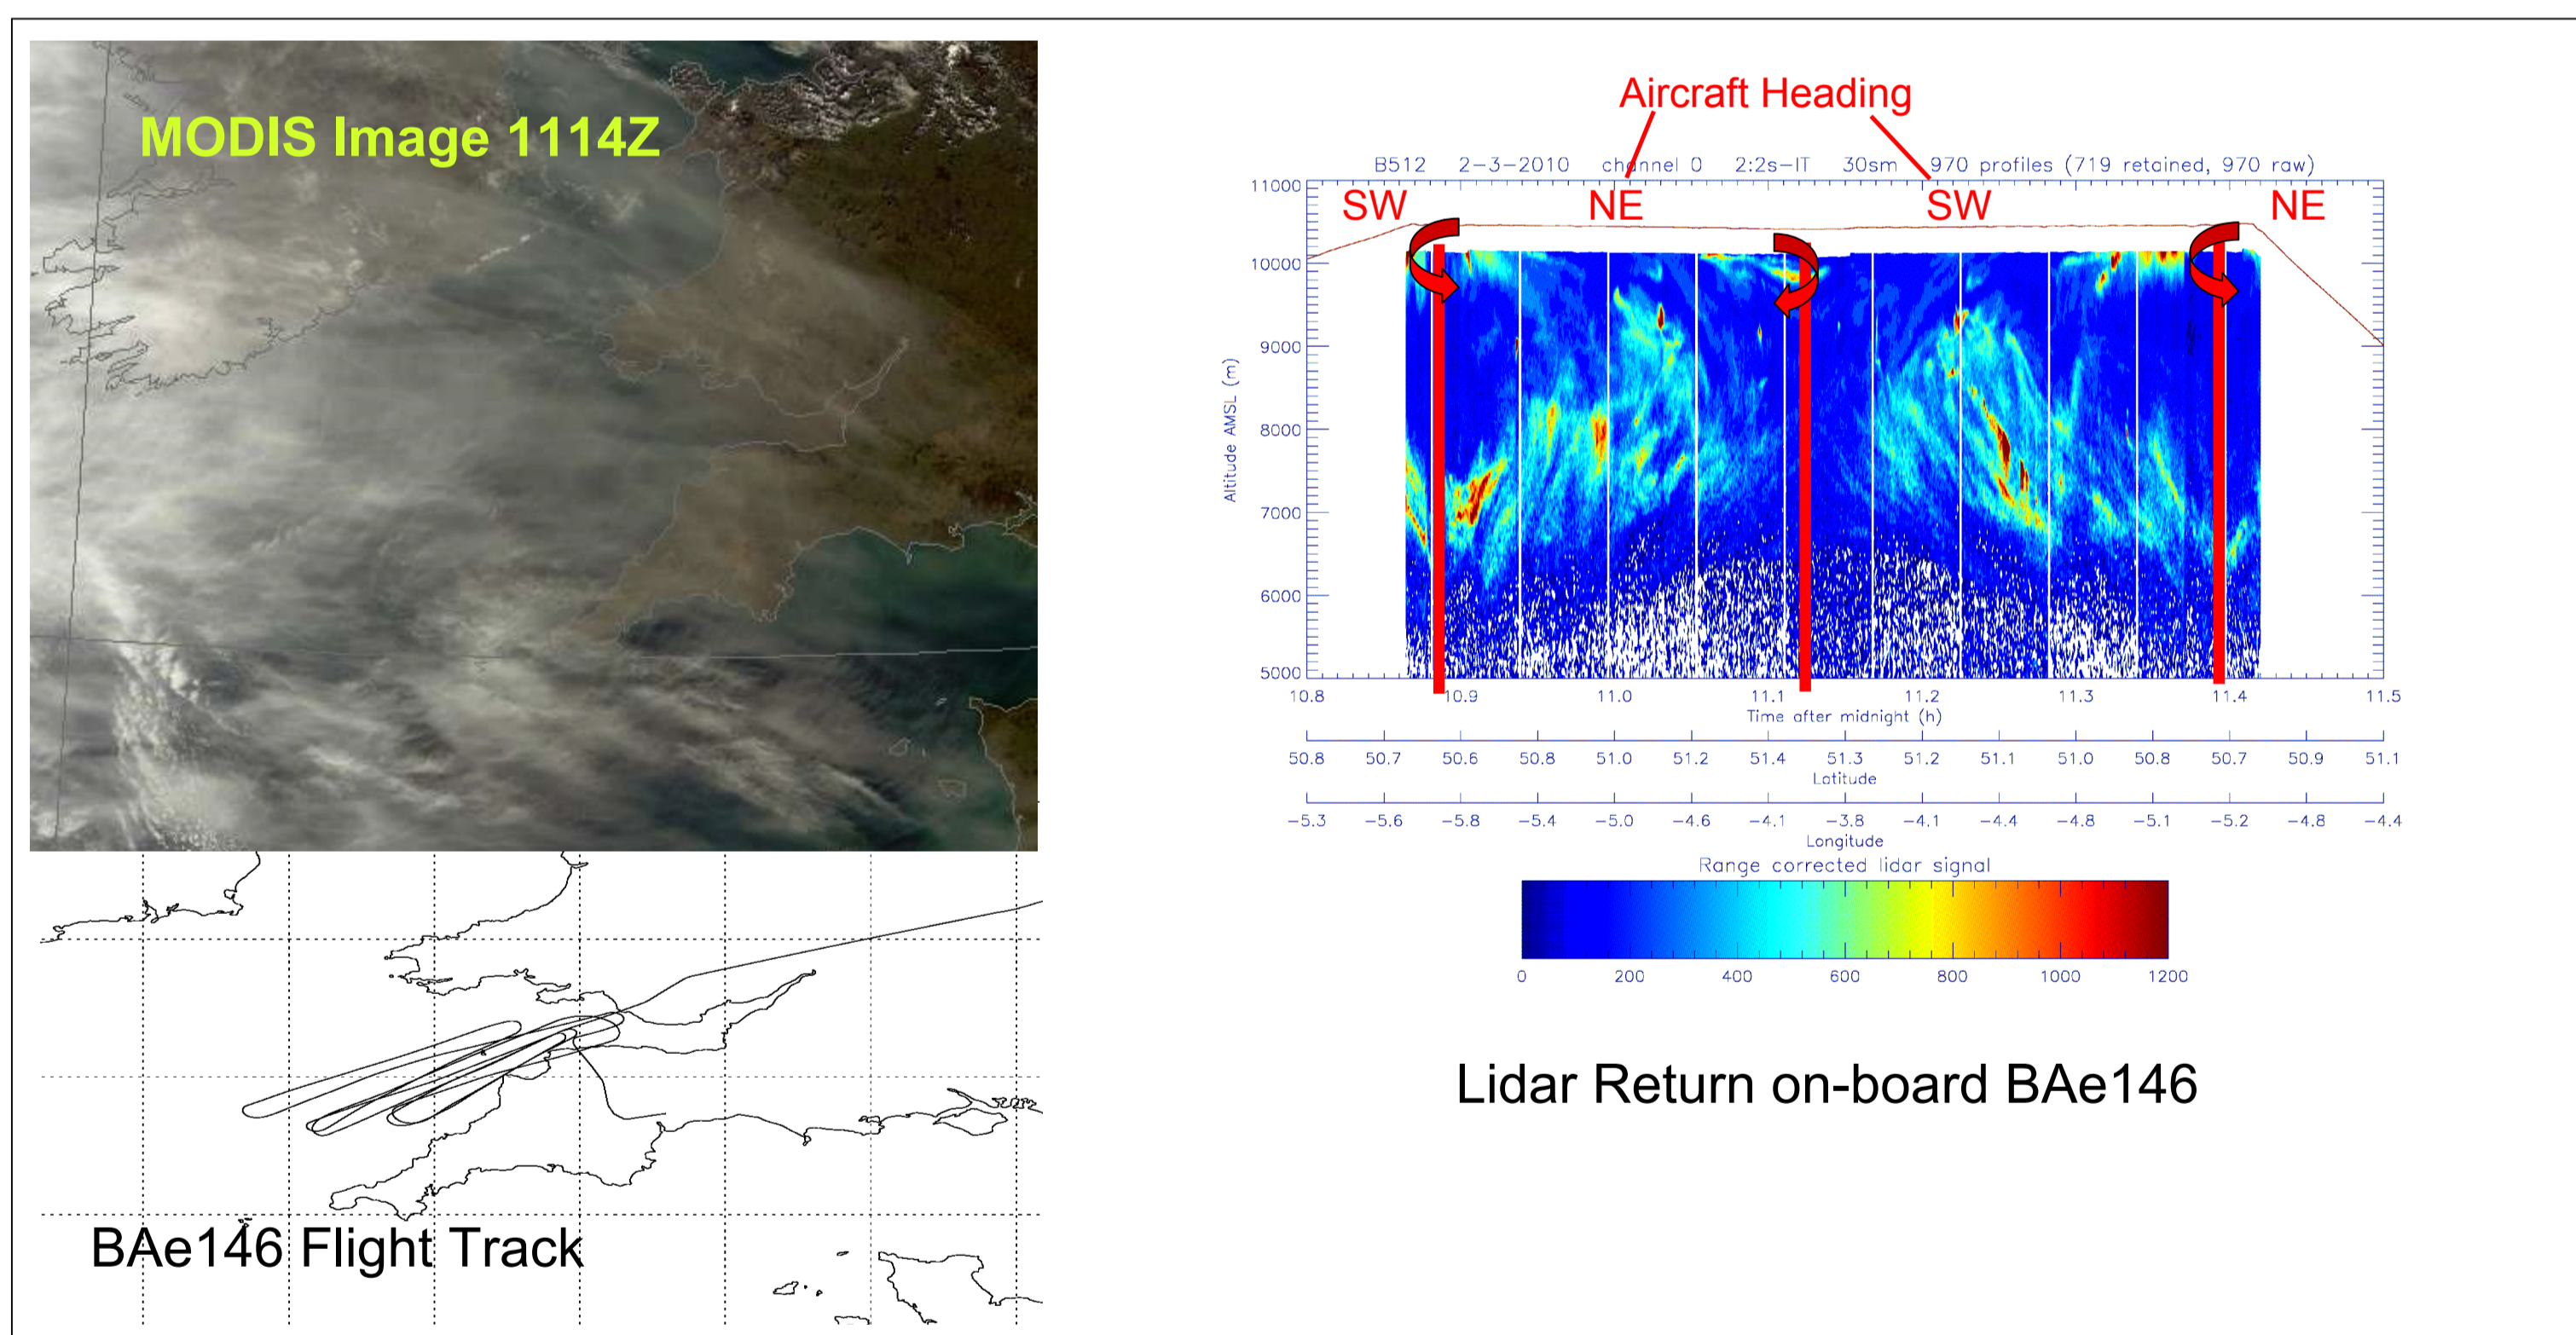 MODIS Image 1114Z
BAe146 Flight Track
Aircraft Heading
B512 2-3-2010 channel 0 2:2s-IT 30sm 970 profiles (719 retained, 970 raw)
SW NE SW NE
Altitude AMSL (m)
11000
10000
9000
8000
7000
6000
5000
10.8 10.9 11.0 11.1 11.2 11.3 11.4 11.5
Time after midnight (h)
50.8 50.7 50.6 50.8 51.0 51.2 51.4 51.3 51.2 51.1 51.0 50.8 50.7 50.9 51.1
Latitude
-5.3 -5.6 -5.8 -5.4 -5.0 -4.6 -4.1 -3.8 -4.1 -4.4 -4.8 -5.1 -5.2 -4.8 -4.4
Longitude
Range corrected lidar signal
0 200 400 600 800 1000 1200
Lidar Return on-board BAe146